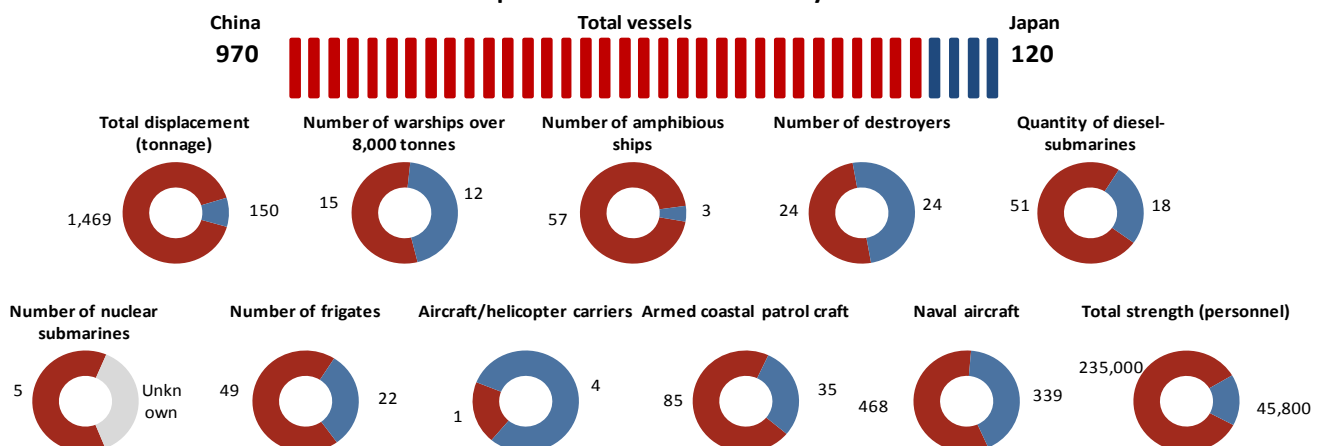 China
Total vessels
Japan
970
120
Total displacement
(tonnage)
Number of warships over
8,000 tonnes
Number of amphibious
ships
Number of destroyers
Quantity of diesel-
submarines
1,469
150
15
12
57
3
24
24
51
18
Number of nuclear
submarines
Number of frigates
Aircraft/helicopter carriers
Armed coastal patrol craft
Naval aircraft
Total strength (personnel)
5
Unkn
own
49
22
1
4
85
35
468
339
235,000
45,800